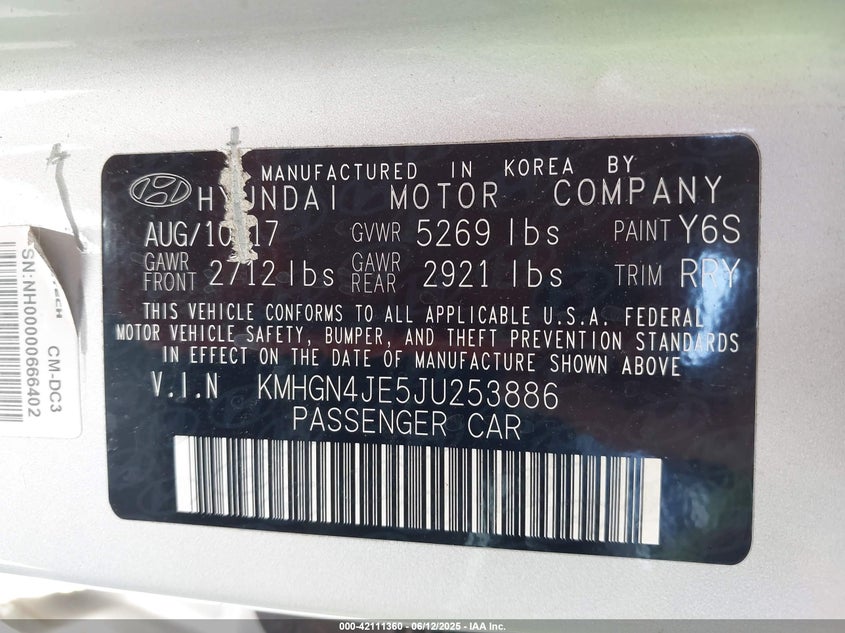 MANUFACTURED IN KOREA BY
HYUNDAI MOTOR COMPANY
AUG/10/17 GVWR 5269 lbs PAINT Y6S
GAWR FRONT 2712 lbs GAWR REAR 2921 lbs TRIM RRY
THIS VEHICLE CONFORMS TO ALL APPLICABLE U.S.A. FEDERAL
MOTOR VEHICLE SAFETY, BUMPER, AND THEFT PREVENTION STANDARDS
IN EFFECT ON THE DATE OF MANUFACTURE SHOWN ABOVE
V.I.N KMHGN4JE5JU253886
PASSENGER CAR
CM-DC3
SN:NH00000666402
000-42111360 - 06/12/2025 - IAA Inc.